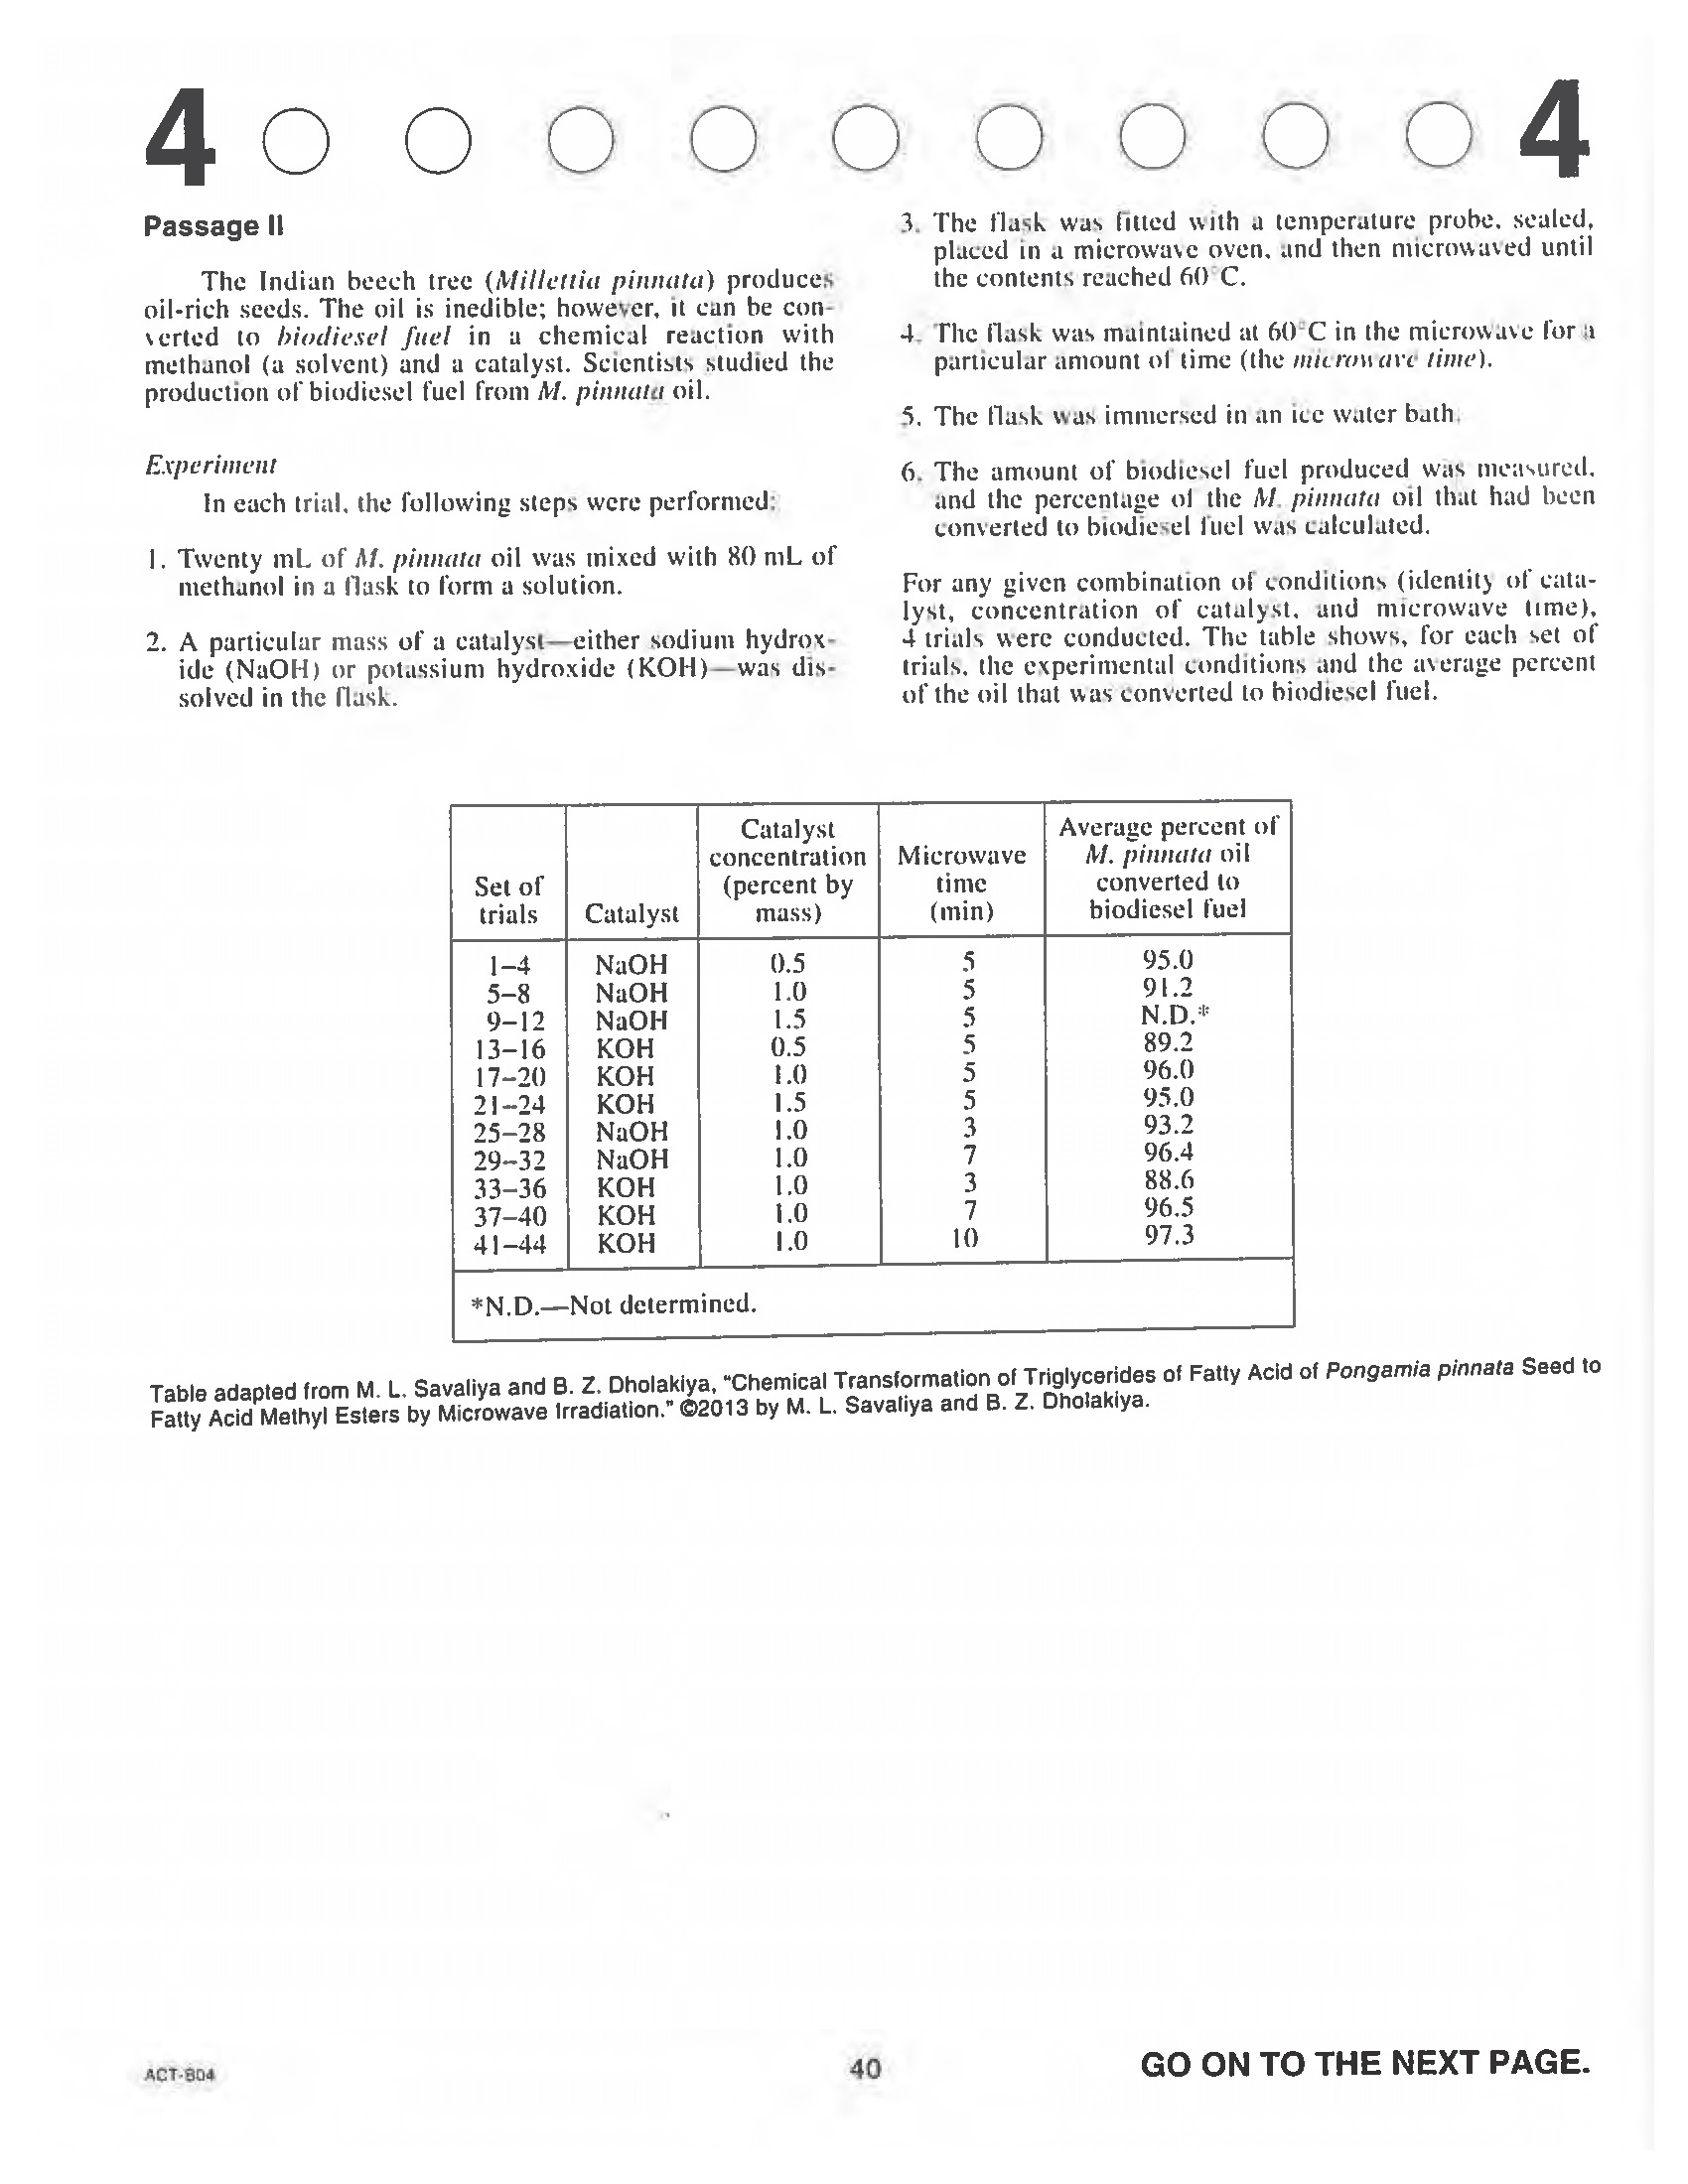 4 4
Passage II
The Indian beech tree (Millettia pinnata) produces
oil-rich seeds. The oil is inedible; however, it can be con-
verted to biodiesel fuel in a chemical reaction with
methanol (a solvent) and a catalyst. Scientists studied the
production of biodiesel fuel from M. pinnata oil.
Experiment
In each trial, the following steps were performed:
1. Twenty mL of M. pinnata oil was mixed with 80 mL of
methanol in a flask to form a solution.
2. A particular mass of a catalyst—either sodium hydrox-
ide (NaOH) or potassium hydroxide (KOH)—was dis-
solved in the flask.
3. The flask was fitted with a temperature probe, sealed,
placed in a microwave oven, and then microwaved until
the contents reached 60°C.
4. The flask was maintained at 60°C in the microwave for a
particular amount of time (the microwave time).
5. The flask was immersed in an ice water bath.
6. The amount of biodiesel fuel produced was measured,
and the percentage of the M. pinnata oil that had been
converted to biodiesel fuel was calculated.
For any given combination of conditions (identity of cata-
lyst, concentration of catalyst, and microwave time),
4 trials were conducted. The table shows, for each set of
trials, the experimental conditions and the average percent
of the oil that was converted to biodiesel fuel.
Set of
trials
Catalyst
Catalyst
concentration
(percent by
mass)
Microwave
time
(min)
Average percent of
M. pinnata oil
converted to
biodiesel fuel
1–4 NaOH 0.5 5 95.0
5–8 NaOH 1.0 5 91.2
9–12 NaOH 1.5 5 N.D.*
13–16 KOH 0.5 5 89.2
17–20 KOH 1.0 5 96.0
21–24 KOH 1.5 5 95.0
25–28 NaOH 1.0 3 93.2
29–32 NaOH 1.0 7 96.4
33–36 KOH 1.0 3 88.6
37–40 KOH 1.0 7 96.5
41–44 KOH 1.0 10 97.3
*N.D.—Not determined.
Table adapted from M. L. Savaliya and B. Z. Dholakiya, "Chemical Transformation of Triglycerides of Fatty Acid of Pongamia pinnata Seed to
Fatty Acid Methyl Esters by Microwave Irradiation." ©2013 by M. L. Savaliya and B. Z. Dholakiya.
ACT-B04 40 GO ON TO THE NEXT PAGE.